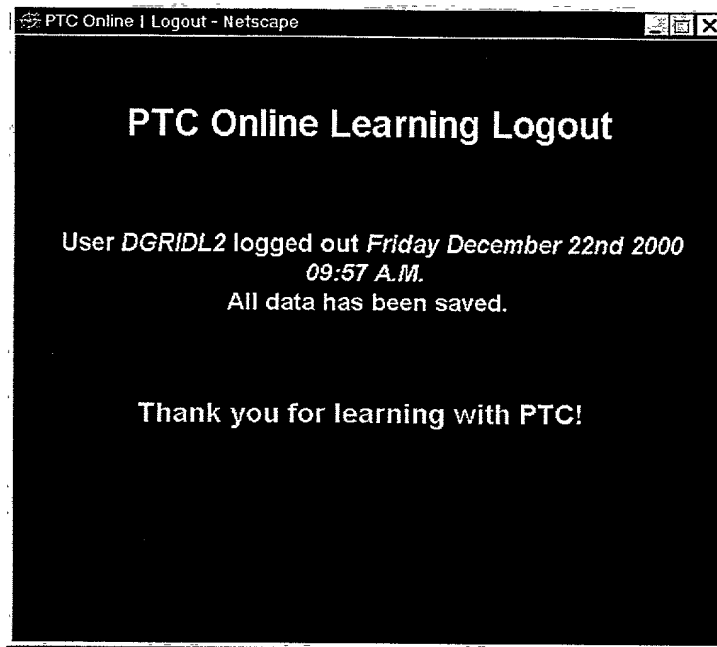 PTC Online | Logout - Netscape
PTC Online Learning Logout
User DGRIDL2 logged out Friday December 22nd 2000
09:57 A.M.
All data has been saved.
Thank you for learning with PTC!